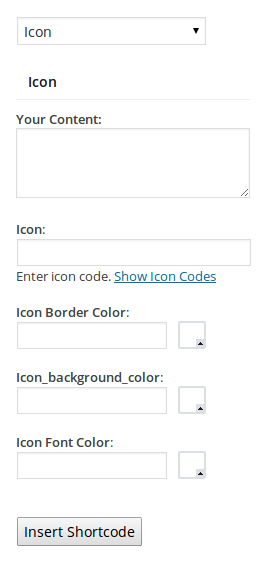 Icon
Icon
Your Content:
Icon:
Enter icon code. Show Icon Codes
Icon Border Color:
Icon_background_color:
Icon Font Color:
Insert Shortcode